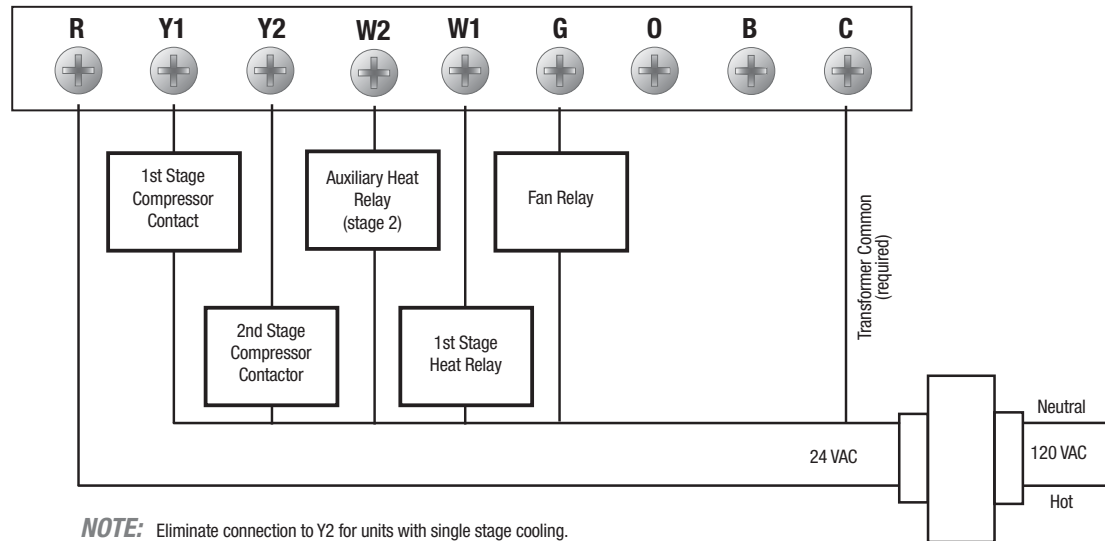 R Y1 Y2 W2 W1 G O B C
1st Stage
Compressor
Contact
Auxiliary Heat
Relay
(stage 2)
Fan Relay
2nd Stage
Compressor
Contactor
1st Stage
Heat Relay
Transformer Common
(required)
Neutral
24 VAC
120 VAC
Hot
NOTE: Eliminate connection to Y2 for units with single stage cooling.